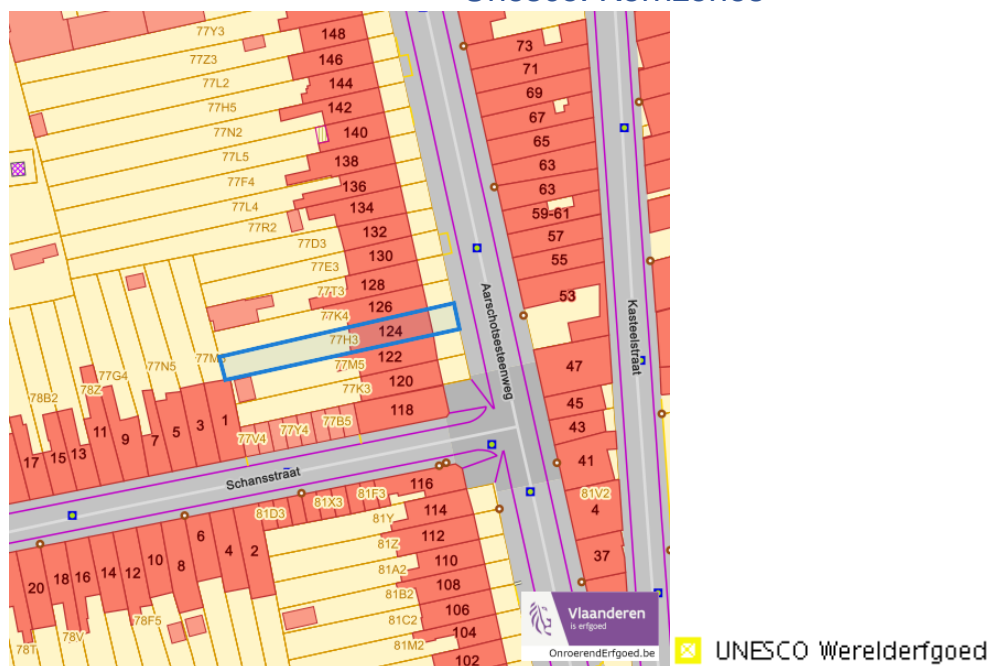 148
77Y3
146
77Z3
144
77L2
142
77H5
140
77N2
138
77L5
136
77F4
134
77L4
132
77R2
130
77D3
128
77E3
126
77T3
124
77K4
122
77H3
120
77M5
118
77K3
73
71
69
67
65
63
63
59-61
57
55
53
47
45
43
41
81V2
4
37
Aarschotsesteenweg
Kasteelstraat
77N5
77G4
78Z
78B2
17
15
13
11
9
7
5
3
1
77V4
77Y4
77B5
Schansstraat
81D3
81X3
81F3
116
81Y
114
81Z
112
81A2
110
81B2
108
81C2
106
81M2
104
102
20
18
16
14
12
10
8
6
4
2
78F5
78V
78T
Vlaanderen
is erfgoed
OnroerendErfgoed.be
UNESCO Werelderfgoed